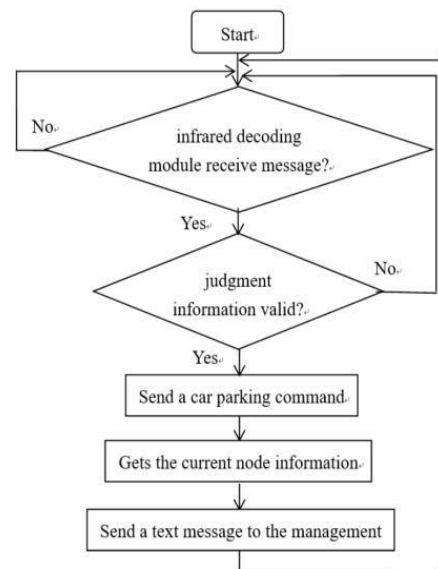 Start
No
infrared decoding
module receive message?
Yes
judgment
information valid?
No
Yes
Send a car parking command
Gets the current node information
Send a text message to the management